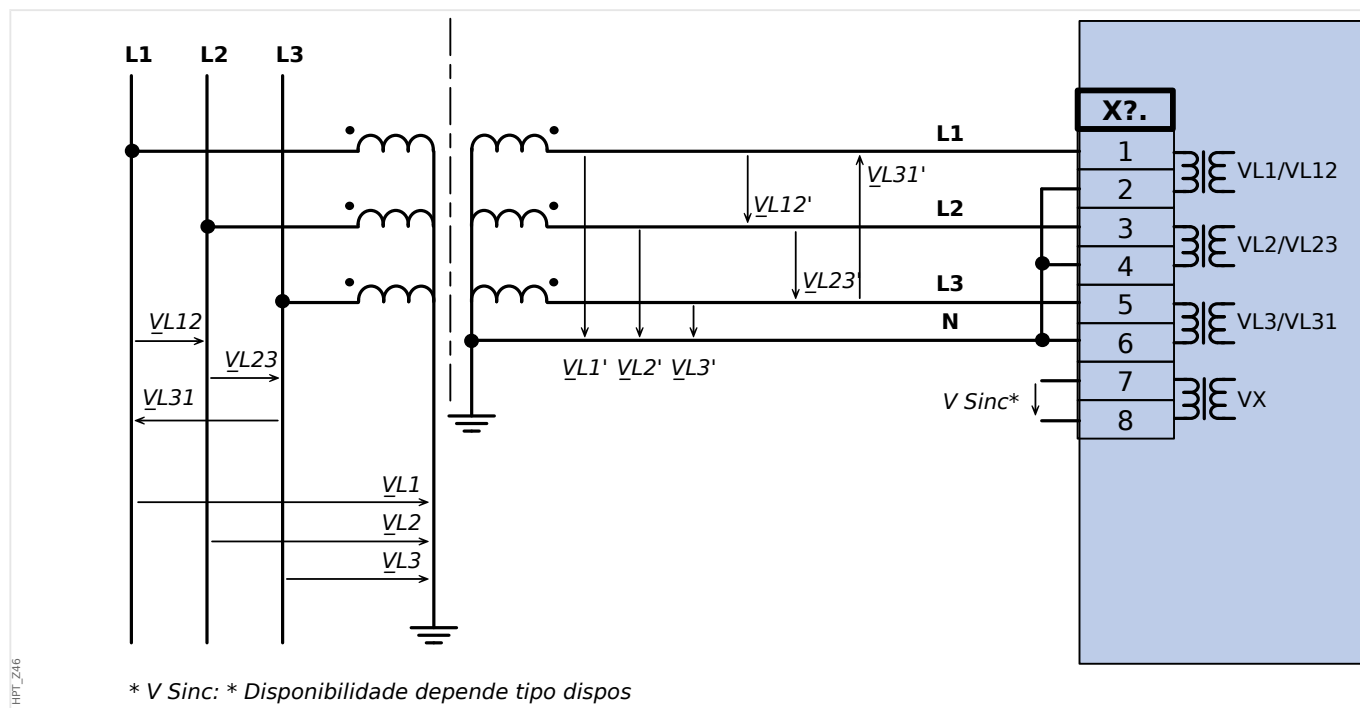 L1 L2 L3
X?.
L1
1
VL1/VL12
VL31'
2
VL12'
L2
3
VL2/VL23
4
VL23'
L3
5
VL12
N
VL3/VL31
6
VL23
VL1' VL2' VL3'
7
VL31
V Sinc*
VX
8
VL1
VL2
VL3
HPT_Z46
* V Sinc: * Disponibilidade depende tipo dispos